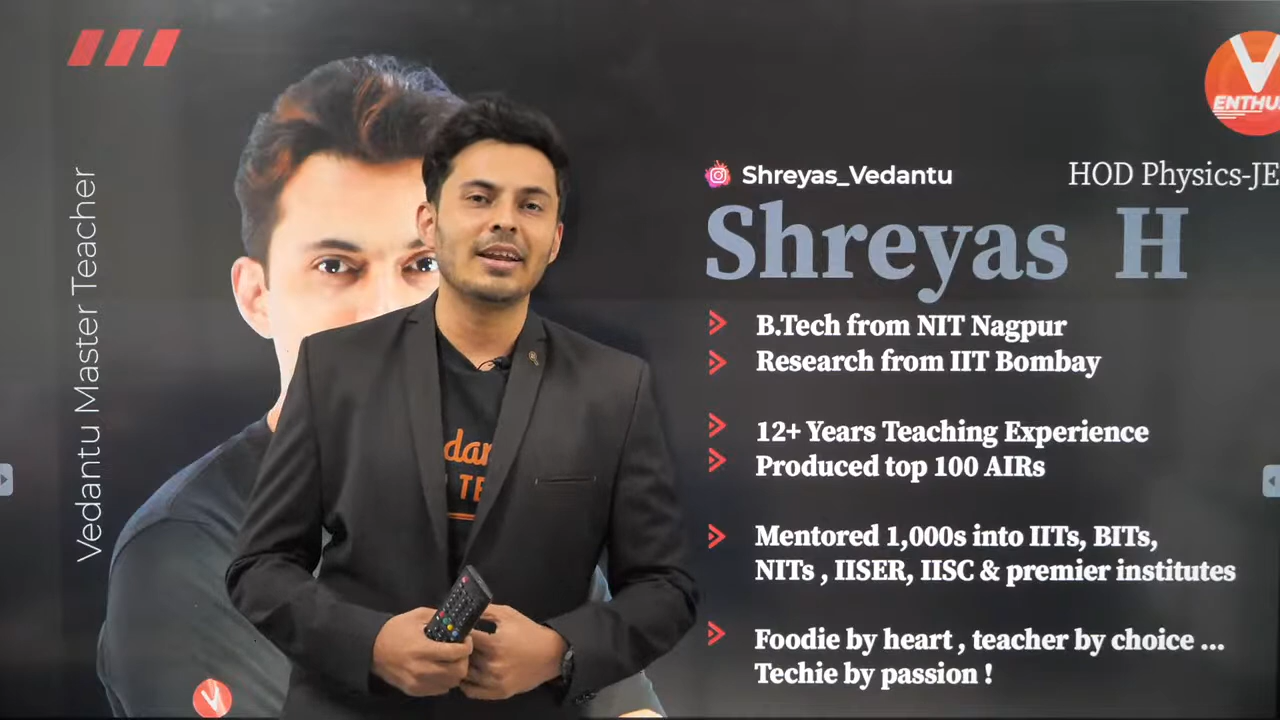 Vedantu Master Teacher
ENTHU
Shreyas_Vedantu
HOD Physics-JE
Shreyas H
B.Tech from NIT Nagpur
Research from IIT Bombay
12+ Years Teaching Experience
Produced top 100 AIRs
Mentored 1,000s into IITs, BITs,
NITs , IISER, IISC & premier institutes
Foodie by heart , teacher by choice ...
Techie by passion !